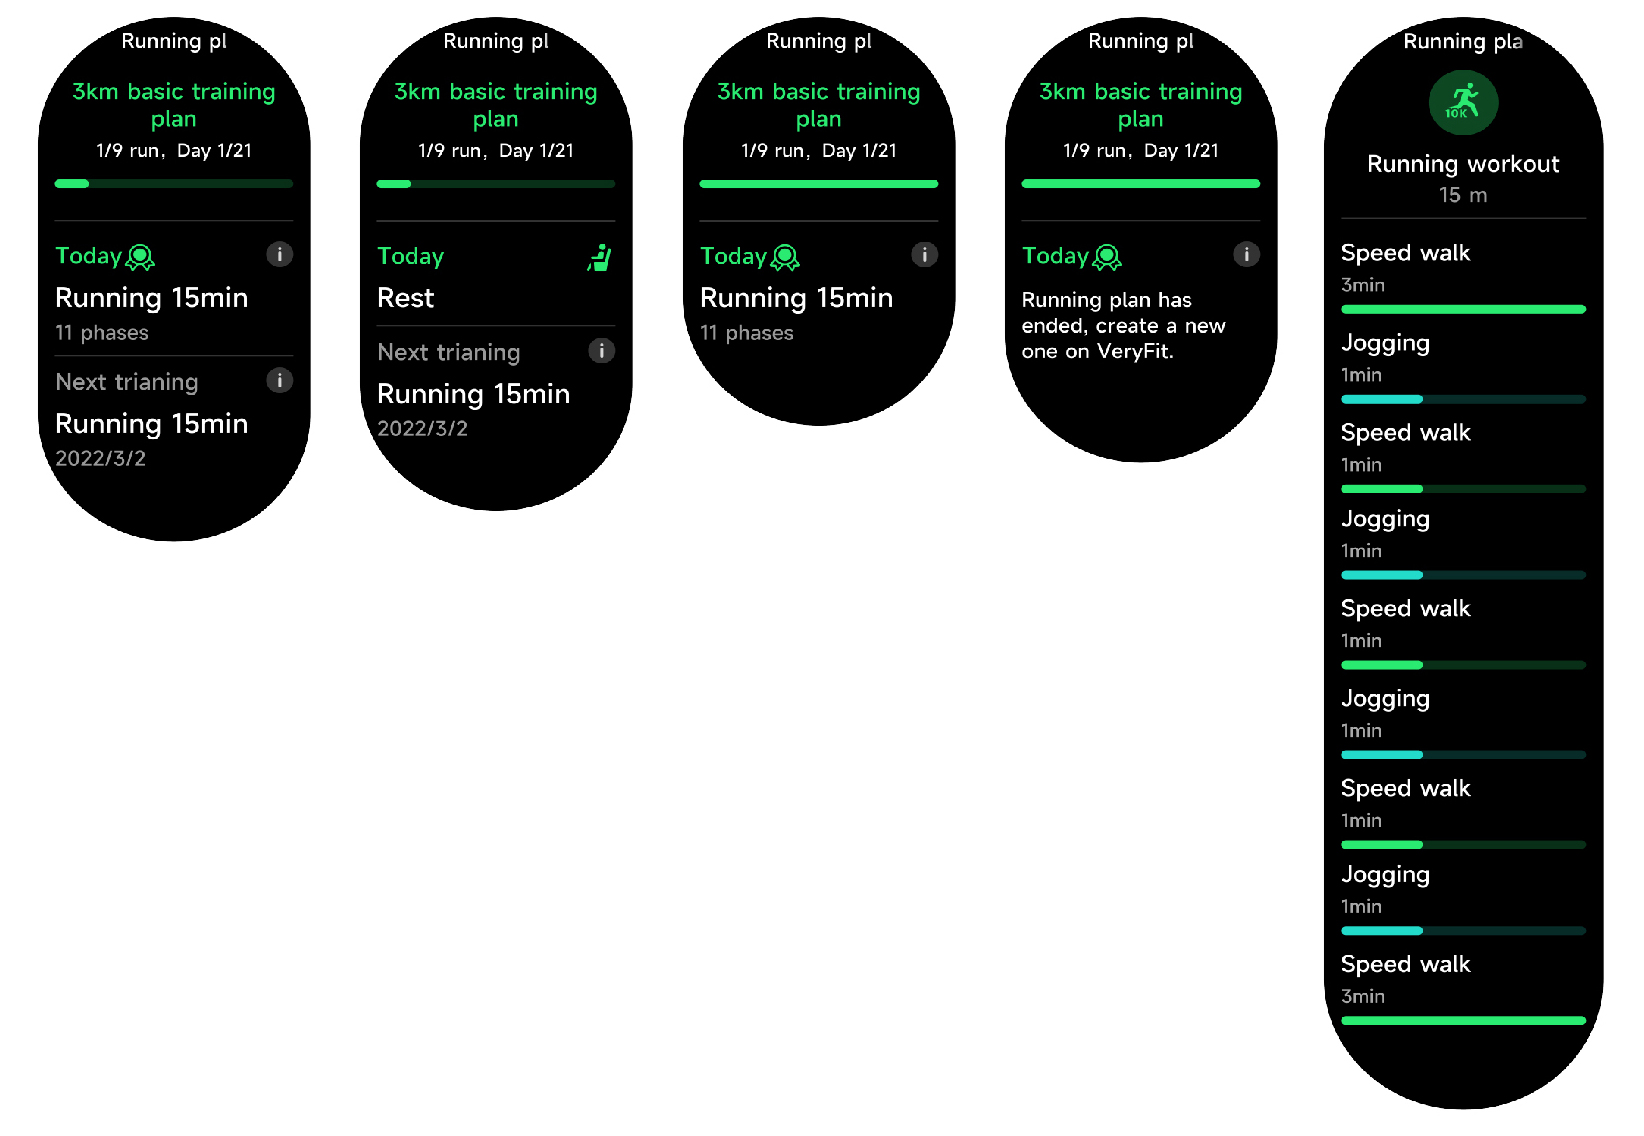 Running pl
3km basic training
plan
1/9 run, Day 1/21
Today
Running 15min
11 phases
Next trianing
Running 15min
2022/3/2
Running pl
3km basic training
plan
1/9 run, Day 1/21
Today
Rest
Next trianing
Running 15min
2022/3/2
Running pl
3km basic training
plan
1/9 run, Day 1/21
Today
Running 15min
11 phases
Running pl
3km basic training
plan
1/9 run, Day 1/21
Today
Running plan has
ended, create a new
one on VeryFit.
Running pla
10K
Running workout
15 m
Speed walk
3min
Jogging
1min
Speed walk
1min
Jogging
1min
Speed walk
1min
Jogging
1min
Speed walk
1min
Jogging
1min
Speed walk
3min